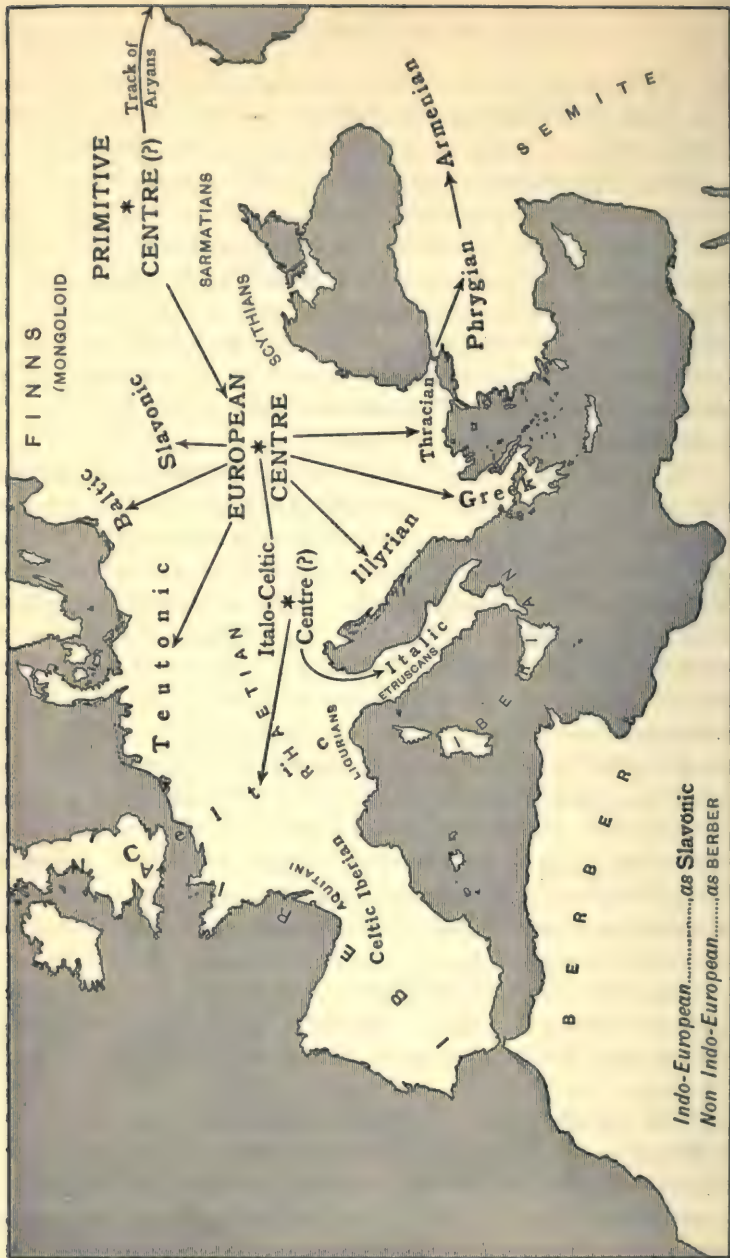 FINNS
(MONGOLOID
PRIMITIVE
*
CENTRE (?)
Track of
Aryans
SARMATIANS
SCYTHIANS
Baltic
Slavonic
EUROPEAN
*
CENTRE
Teutonic
Italo-Celtic
*
Centre (?)
RHAETIAN
Celtic
Illyrian
Thracian
Greek
Phrygian
Armenian
SEMITE
Italic
ETRUSCANS
LIGURIANS
AQUITANI
Celtic Iberian
IBERIAN
BERBER
Indo-European..........as Slavonic
Non Indo-European.........as BERBER